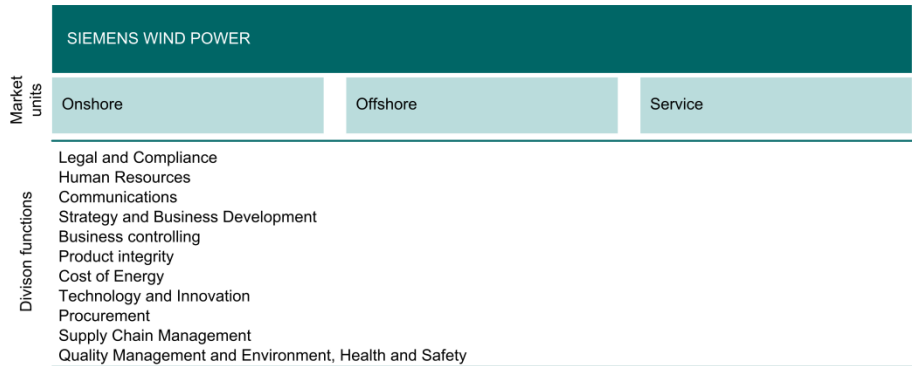 SIEMENS WIND POWER
Market
units
Onshore
Offshore
Service
Divison functions
Legal and Compliance
Human Resources
Communications
Strategy and Business Development
Business controlling
Product integrity
Cost of Energy
Technology and Innovation
Procurement
Supply Chain Management
Quality Management and Environment, Health and Safety